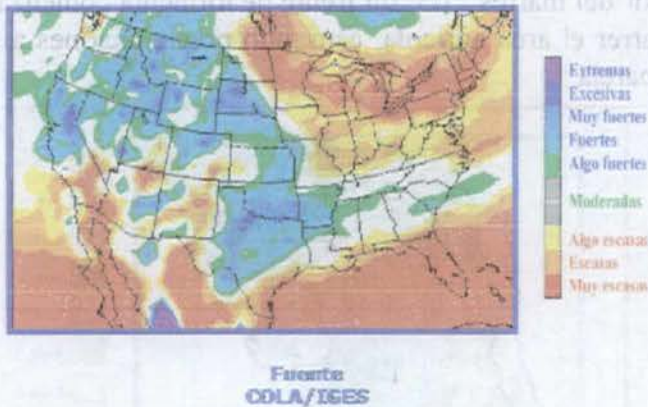 Extremas
Excesivas
Muy fuertes
Fuertes
Algo fuertes
Moderadas
Algo escasas
Escasas
Muy escasas
Fuente
COLA/IGES